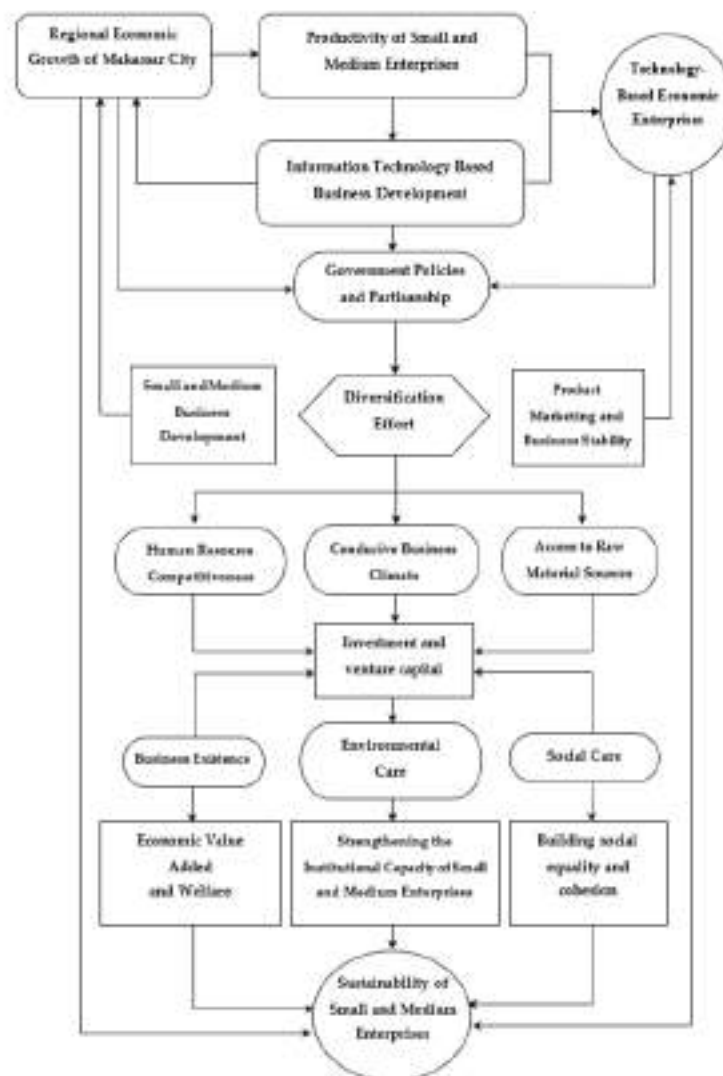 Regional Economic
Growth of Makassar City
Productivity of Small and
Medium Enterprises
Technology-
Based Economic
Enterprises
Information Technology Based
Business Development
Government Policies
and Partisanship
Small and Medium
Business
Development
Diversification
Effort
Product
Marketing and
Business Stability
Human Resource
Competitiveness
Conducive Business
Climate
Access to Raw
Material Sources
Investment and
venture capital
Business Existence
Environmental
Care
Social Care
Economic Value
Added
and Welfare
Strengthening the
Institutional Capacity of Small
and Medium Enterprises
Building social
equality and
cohesion
Sustainability of
Small and Medium
Enterprises